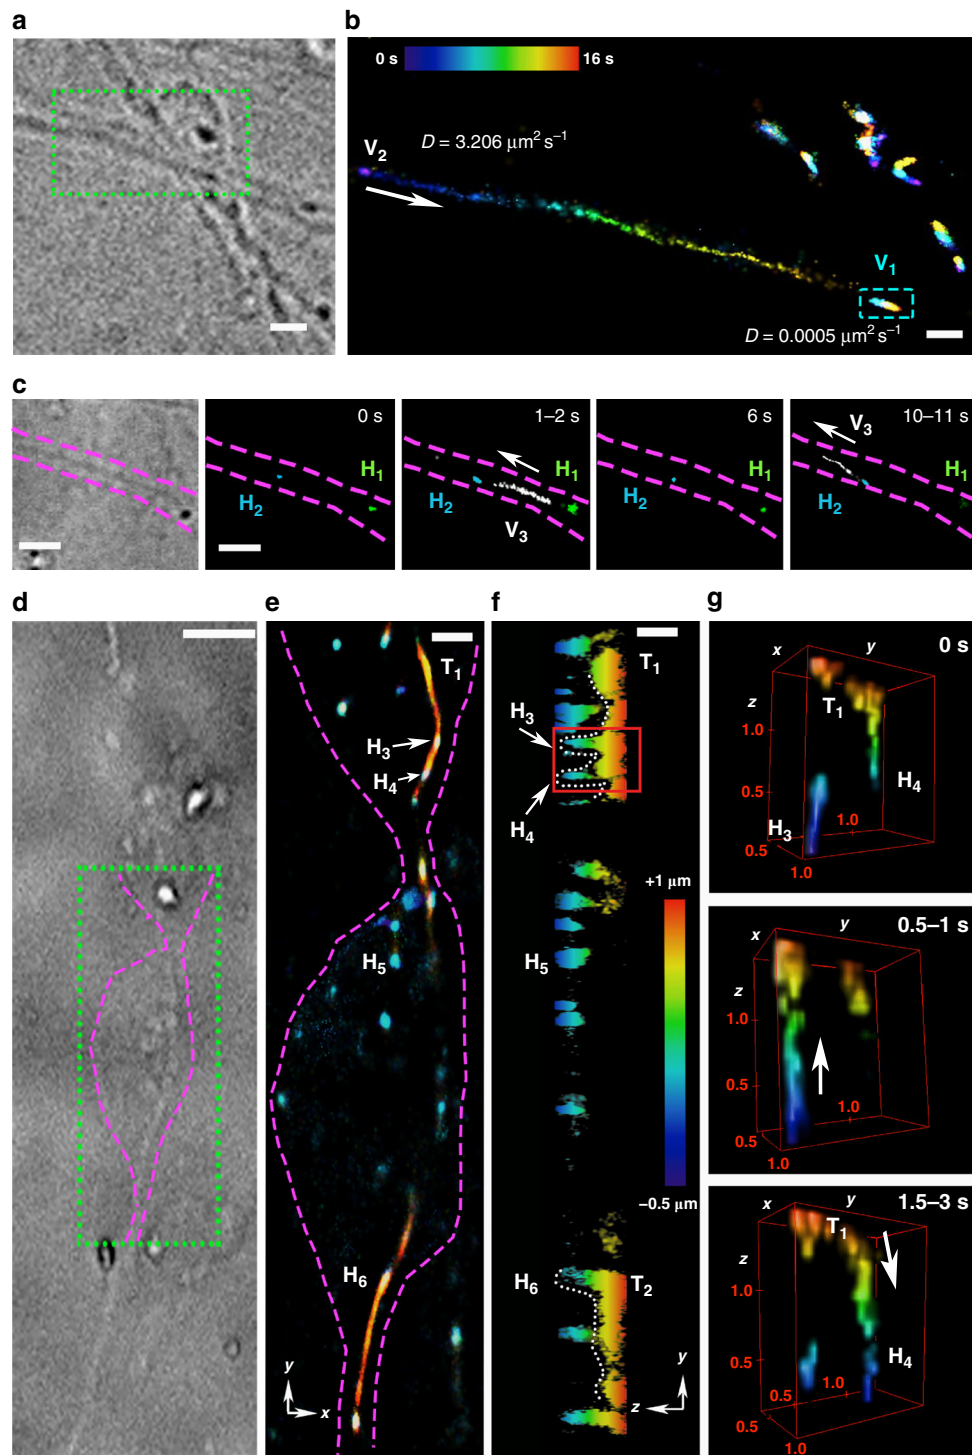 a
b
0 s
16 s
V2
D = 3.206 μm² s⁻¹
V1
D = 0.0005 μm² s⁻¹
c
0 s
H1
H2
1–2 s
H1
H2
V3
6 s
H1
H2
10–11 s
V3
H1
H2
d
e
T1
H3
H4
H5
H6
y
x
f
T1
H3
H4
+1 μm
H5
–0.5 μm
H6
T2
y
z
g
0 s
x
y
z
T1
1.0
H4
0.5
H3
1.0
0.5
1.0
0.5–1 s
x
y
z
1.0
0.5
1.0
0.5
1.0
1.5–3 s
x
y
T1
z
1.0
0.5
H4
0.5
1.0
0.5
1.0